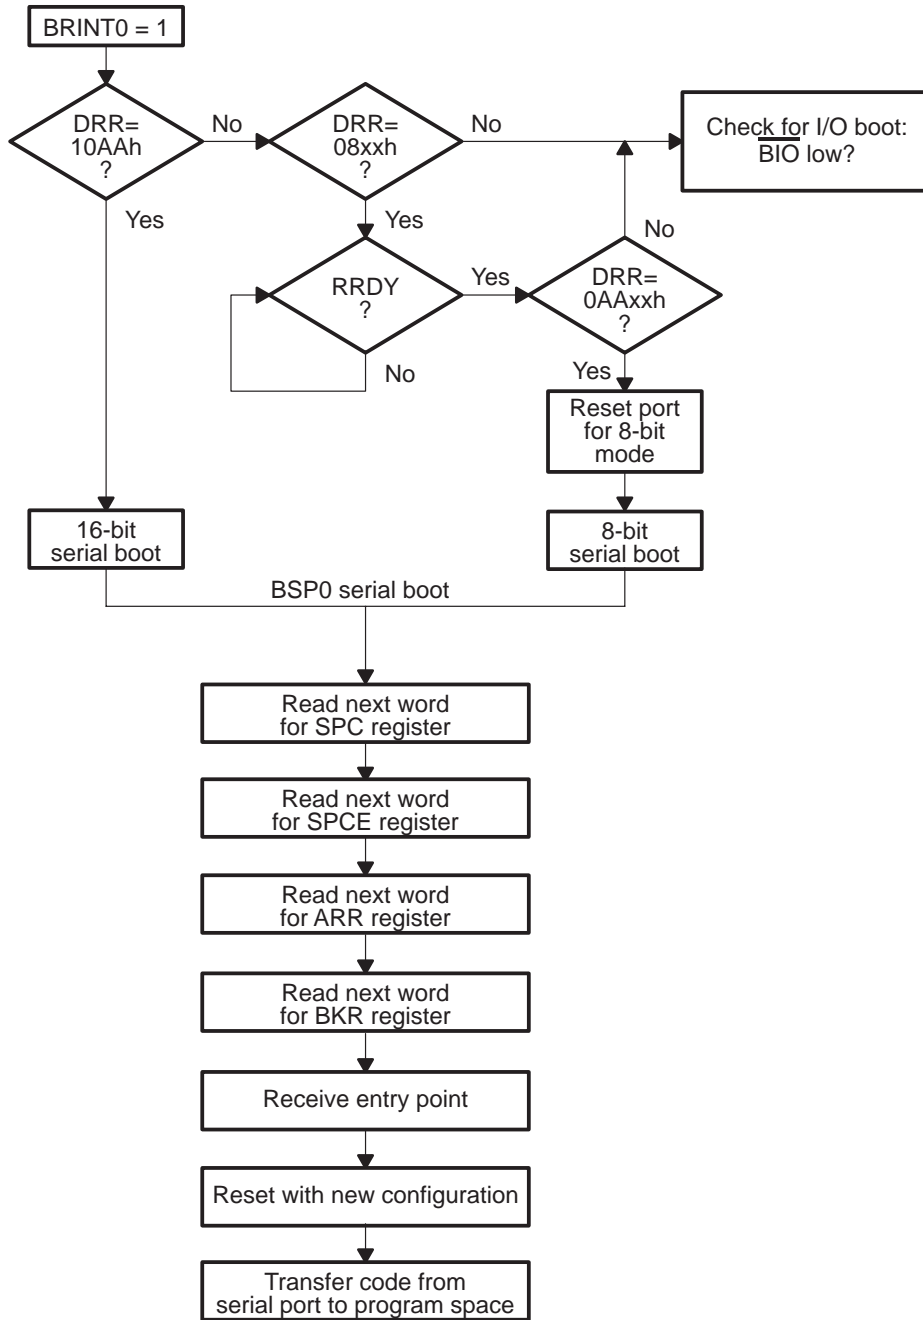 BRINT0 = 1
DRR=
10AAh
?
No
DRR=
08xxh
?
No
Check for I/O boot:
BIO low?
Yes
Yes
No
RRDY
?
Yes
DRR=
0AAxxh
?
No
Yes
Reset port
for 8-bit
mode
16-bit
serial boot
8-bit
serial boot
BSP0 serial boot
Read next word
for SPC register
Read next word
for SPCE register
Read next word
for ARR register
Read next word
for BKR register
Receive entry point
Reset with new configuration
Transfer code from
serial port to program space